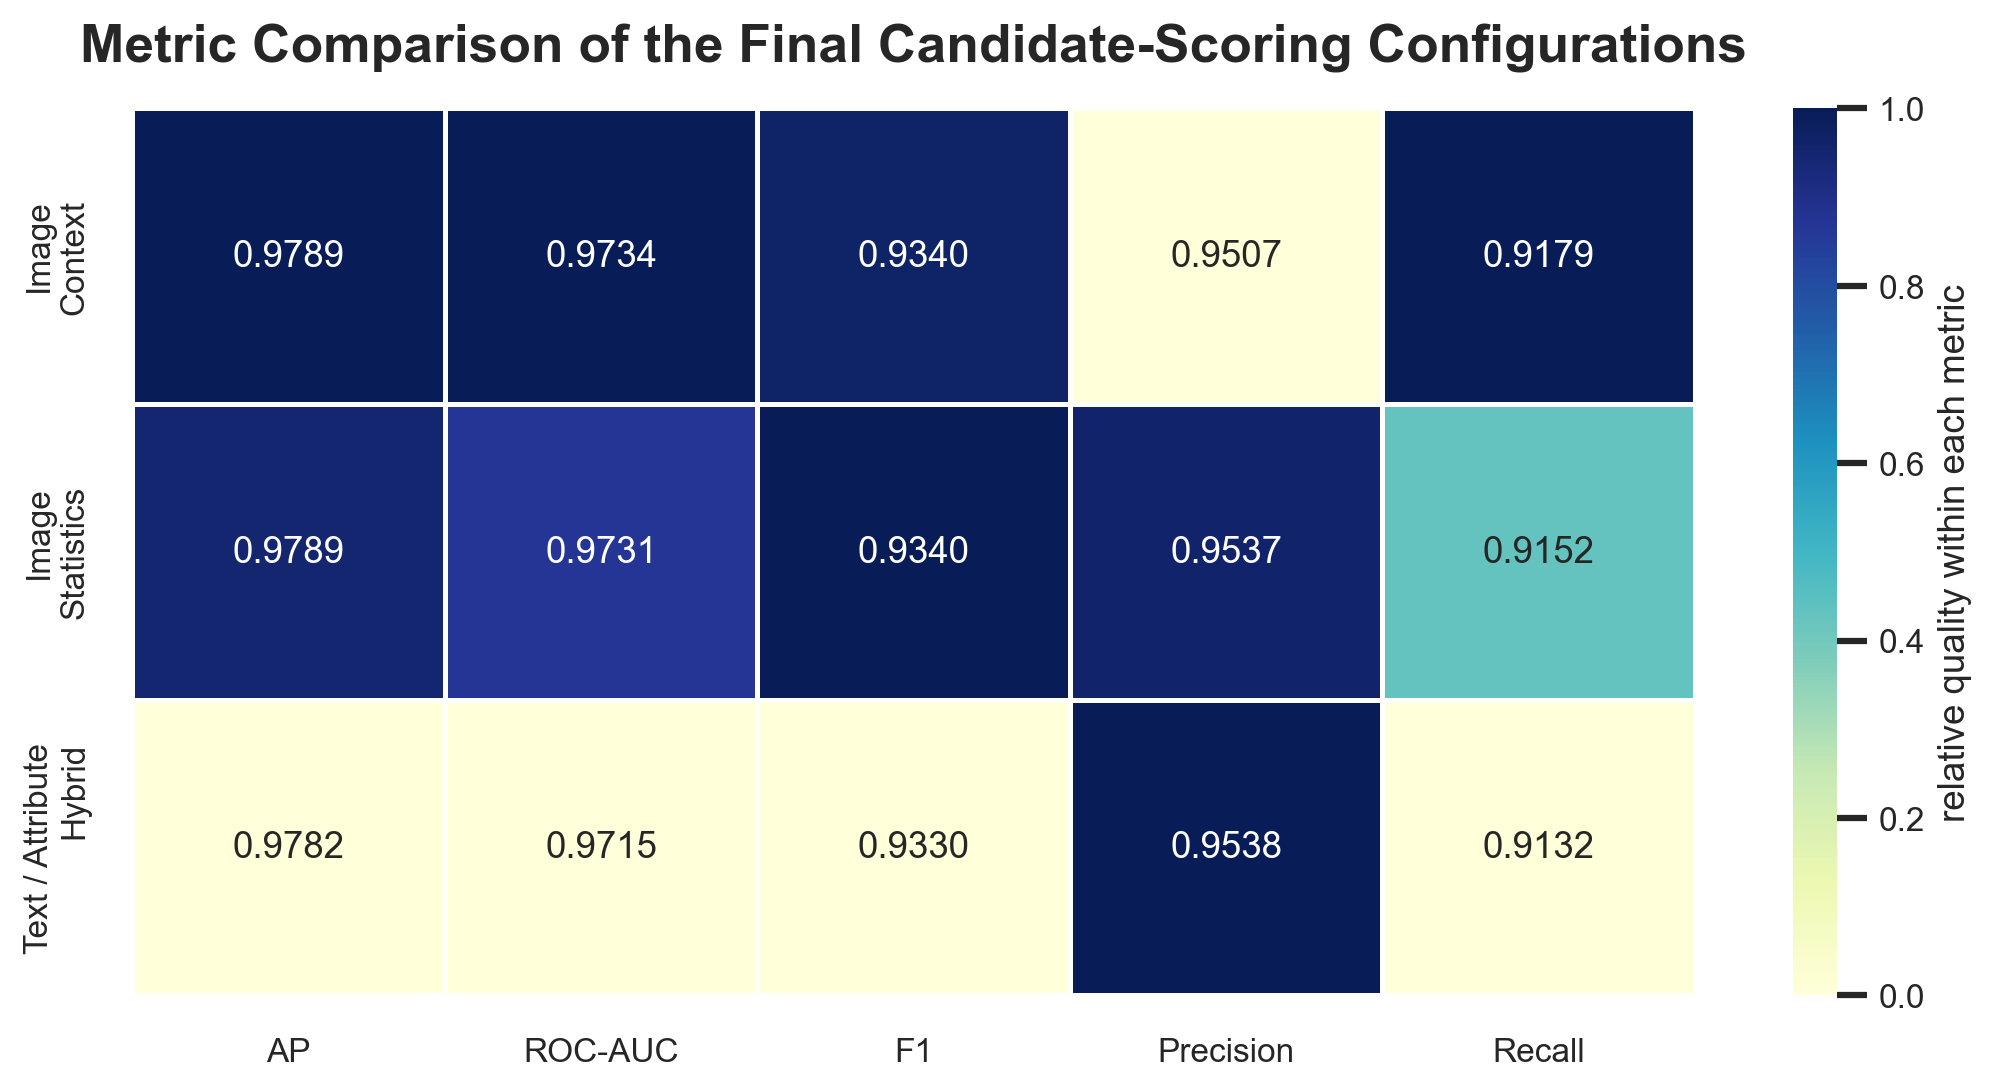 Metric Comparison of the Final Candidate-Scoring Configurations
Image
Context
0.9789
0.9734
0.9340
0.9507
0.9179
Image
Statistics
0.9789
0.9731
0.9340
0.9537
0.9152
Text / Attribute
Hybrid
0.9782
0.9715
0.9330
0.9538
0.9132
AP
ROC-AUC
F1
Precision
Recall
1.0
0.8
0.6
0.4
0.2
0.0
relative quality within each metric